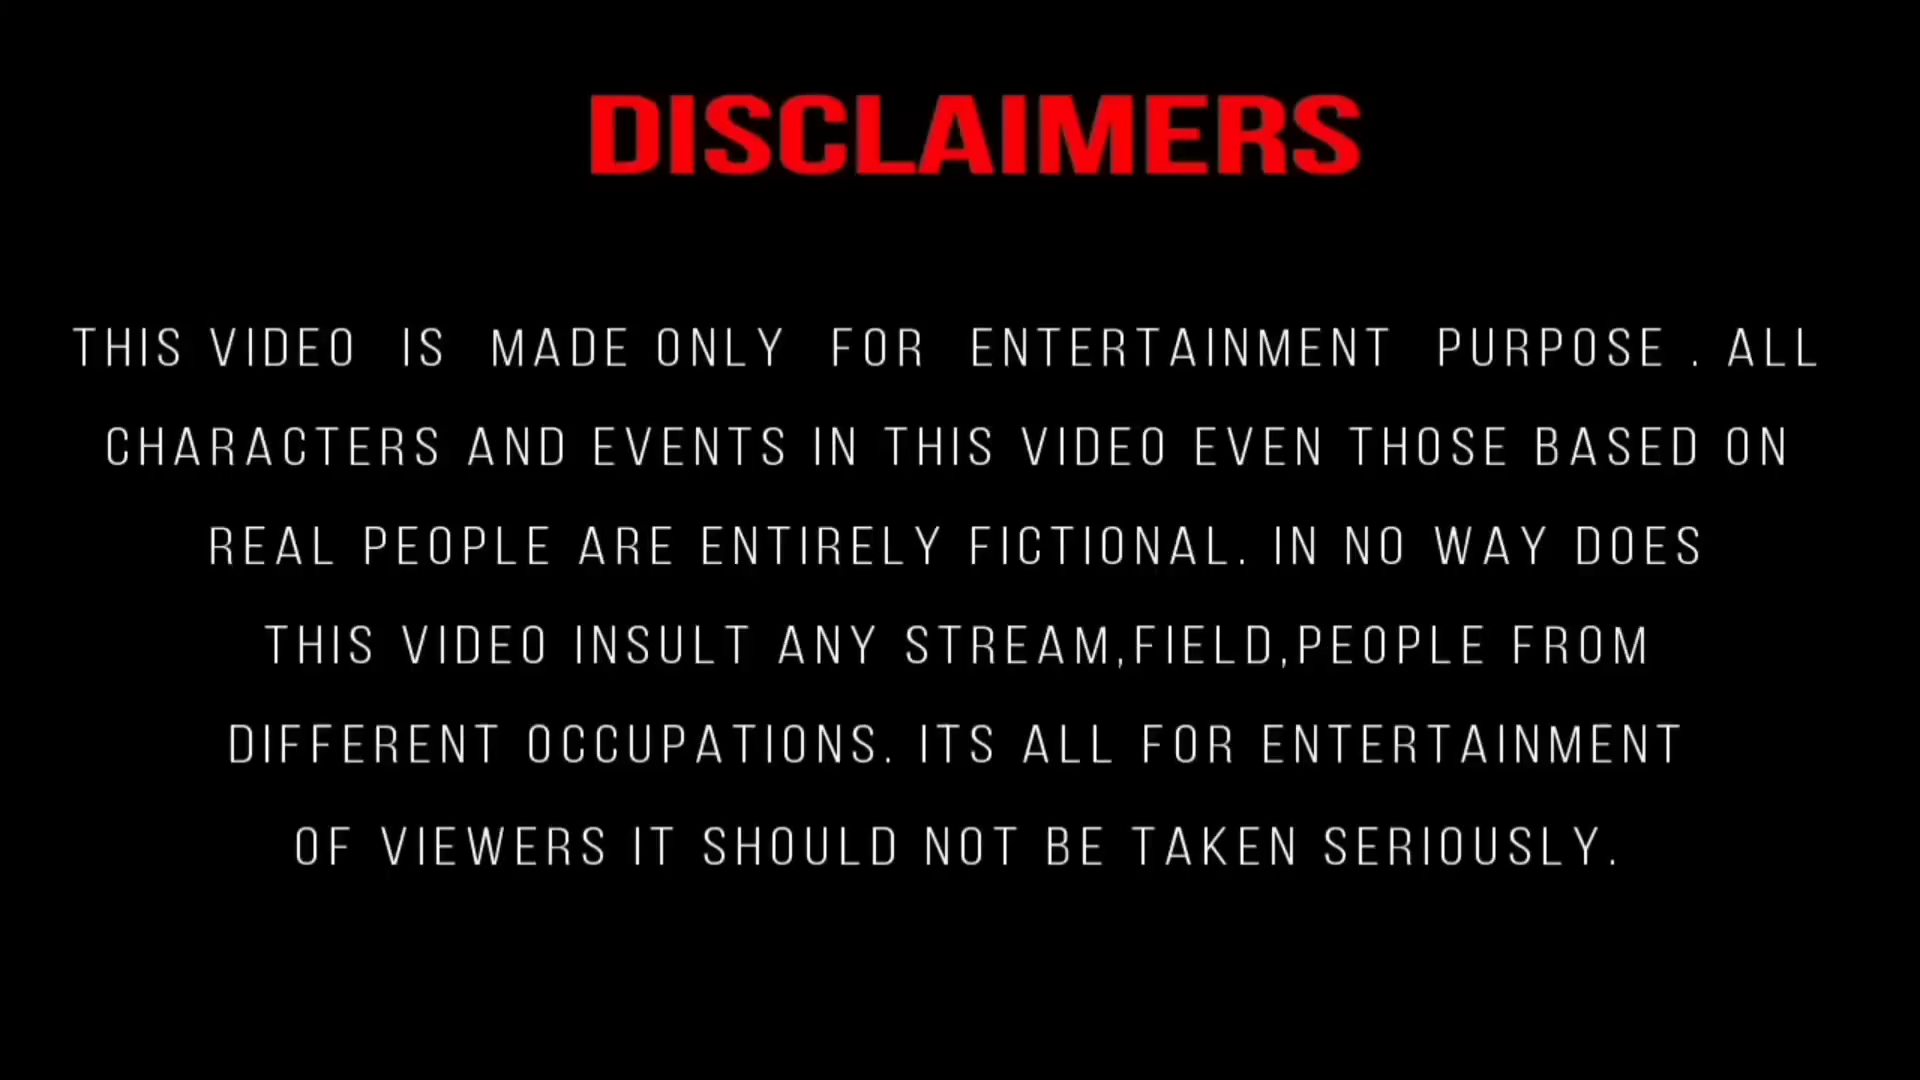 DISCLAIMERS
THIS VIDEO IS MADE ONLY FOR ENTERTAINMENT PURPOSE . ALL
CHARACTERS AND EVENTS IN THIS VIDEO EVEN THOSE BASED ON
REAL PEOPLE ARE ENTIRELY FICTIONAL. IN NO WAY DOES
THIS VIDEO INSULT ANY STREAM,FIELD,PEOPLE FROM
DIFFERENT OCCUPATIONS. ITS ALL FOR ENTERTAINMENT
OF VIEWERS IT SHOULD NOT BE TAKEN SERIOUSLY.